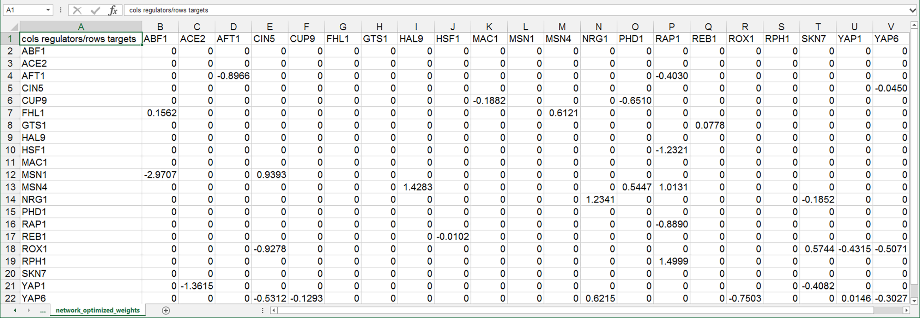 A1 fx cols regulators/rows targets
A B C D E F G H I J K L M N O P Q R S T U V
1 cols regulators/rows targets ABF1 ACE2 AFT1 CIN5 CUP9 FHL1 GTS1 HAL9 HSF1 MAC1 MSN1 MSN4 NRG1 PHD1 RAP1 REB1 ROX1 RPH1 SKN7 YAP1 YAP6
2 ABF1 0 0 0 0 0 0 0 0 0 0 0 0 0 0 0 0 0 0 0 0 0
3 ACE2 0 0 0 0 0 0 0 0 0 0 0 0 0 0 0 0 0 0 0 0 0
4 AFT1 0 0 -0.8966 0 0 0 0 0 0 0 0 0 0 0 -0.4030 0 0 0 0 0 0
5 CIN5 0 0 0 0 0 0 0 0 0 0 0 0 0 0 0 0 0 0 0 0 -0.0450
6 CUP9 0 0 0 0 0 0 0 0 0 -0.1882 0 0 0 -0.6510 0 0 0 0 0 0 0
7 FHL1 0.1562 0 0 0 0 0 0 0 0 0 0 0.6121 0 0 0 0 0 0 0 0 0
8 GTS1 0 0 0 0 0 0 0 0 0 0 0 0 0 0 0 0.0778 0 0 0 0 0
9 HAL9 0 0 0 0 0 0 0 0 0 0 0 0 0 0 0 0 0 0 0 0 0
10 HSF1 0 0 0 0 0 0 0 0 0 0 0 0 0 0 -1.2321 0 0 0 0 0 0
11 MAC1 0 0 0 0 0 0 0 0 0 0 0 0 0 0 0 0 0 0 0 0 0
12 MSN1 -2.9707 0 0 0.9393 0 0 0 0 0 0 0 0 0 0 0 0 0 0 0 0 0
13 MSN4 0 0 0 0 0 0 0 1.4283 0 0 0 0 0 0.5447 1.0131 0 0 0 0 0 0
14 NRG1 0 0 0 0 0 0 0 0 0 0 0 0 1.2341 0 0 0 0 0 -0.1852 0 0
15 PHD1 0 0 0 0 0 0 0 0 0 0 0 0 0 0 0 0 0 0 0 0 0
16 RAP1 0 0 0 0 0 0 0 0 0 0 0 0 0 0 -0.8890 0 0 0 0 0 0
17 REB1 0 0 0 0 0 0 0 0 -0.0102 0 0 0 0 0 0 0 0 0 0 0 0
18 ROX1 0 0 0 -0.9278 0 0 0 0 0 0 0 0 0 0 0 0 0 0 0.5744 -0.4315 -0.5071
19 RPH1 0 0 0 0 0 0 0 0 0 0 0 0 0 0 1.4999 0 0 0 0 0 0
20 SKN7 0 0 0 0 0 0 0 0 0 0 0 0 0 0 0 0 0 0 0 0 0
21 YAP1 0 -1.3615 0 0 0 0 0 0 0 0 0 0 0 0 0 0 0 0 -0.4082 0 0
22 YAP6 0 0 0 -0.5312 -0.1293 0 0 0 0 0 0 0 0.6215 0 0 0 -0.7503 0 0 0.0146 -0.3027
... network_optimized_weights